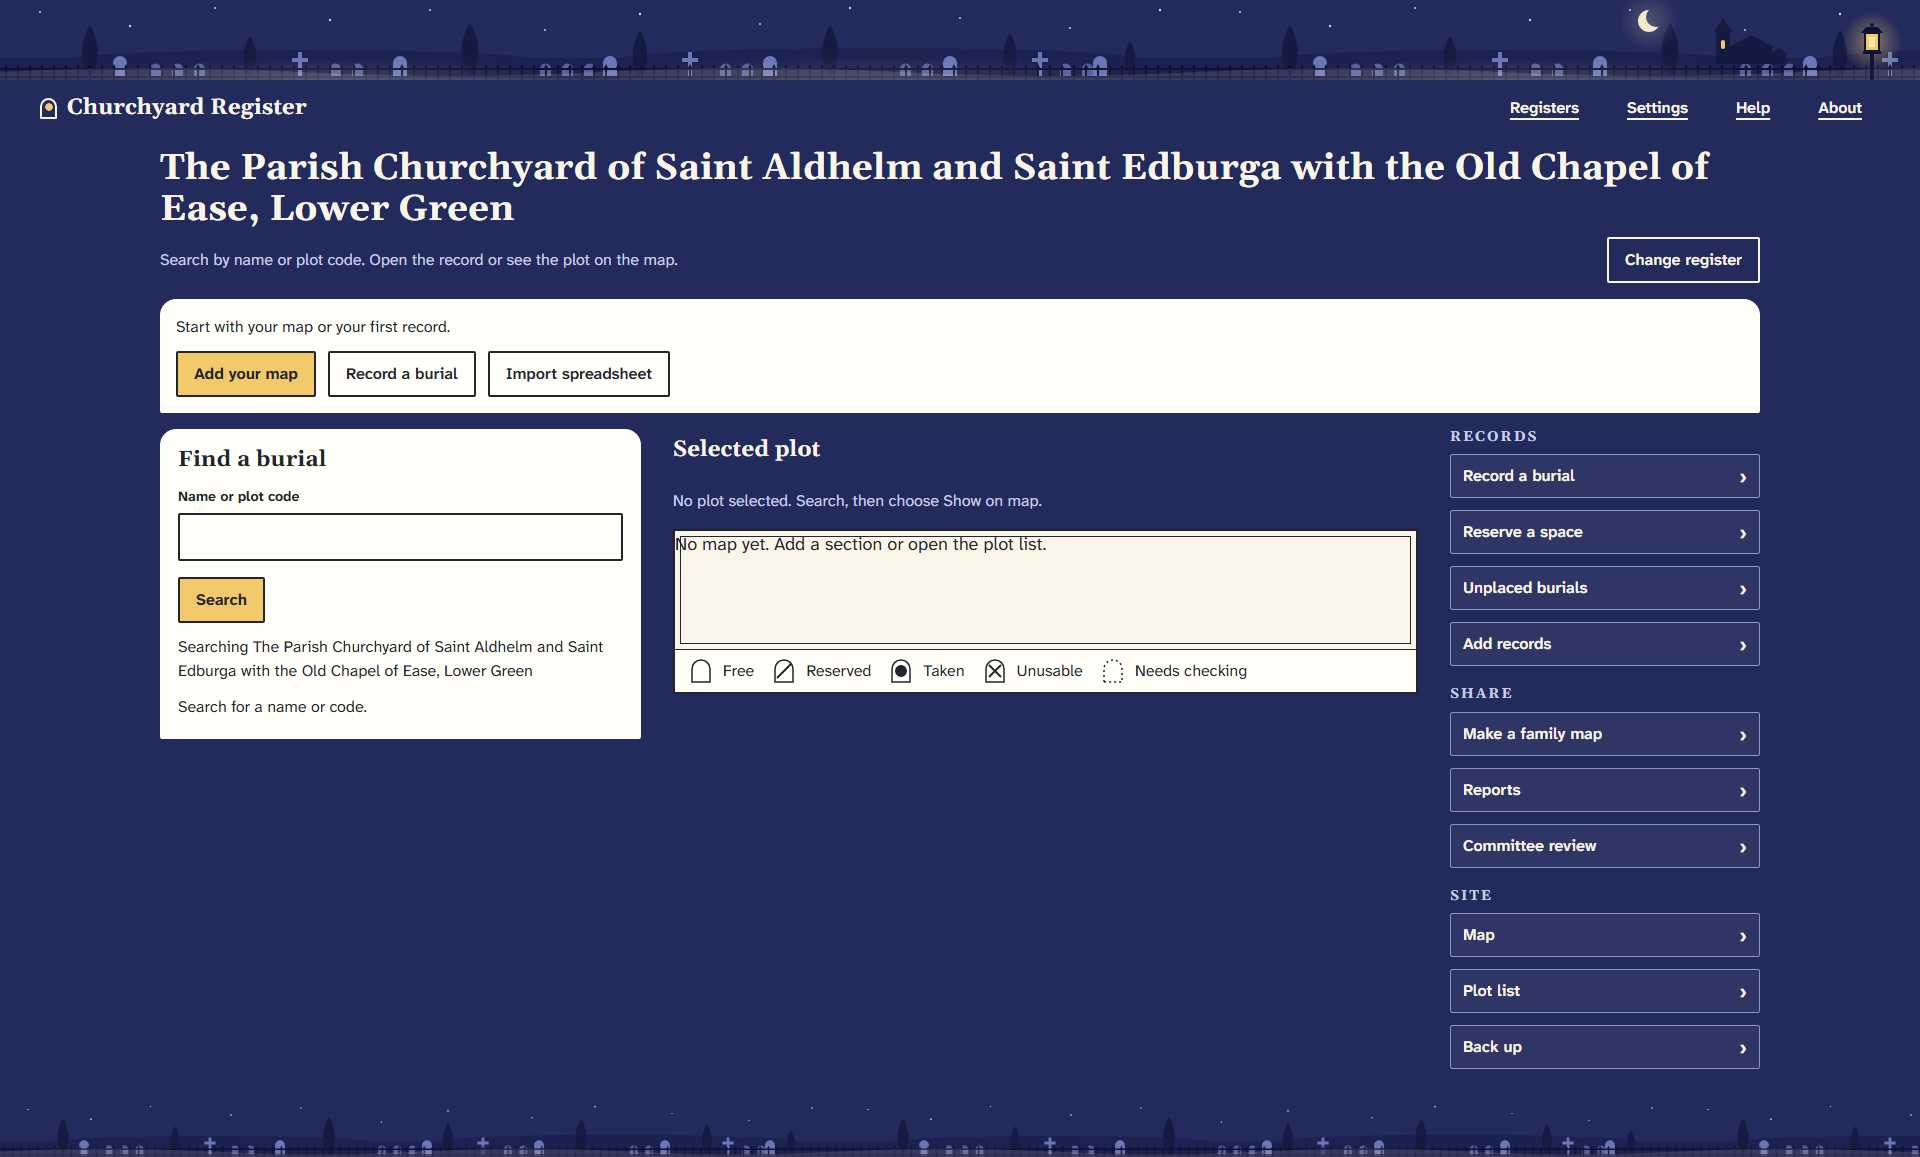 Churchyard Register
Registers
Settings
Help
About
The Parish Churchyard of Saint Aldhelm and Saint Edburga with the Old Chapel of
Ease, Lower Green
Search by name or plot code. Open the record or see the plot on the map.
Change register
Start with your map or your first record.
Add your map
Record a burial
Import spreadsheet
Find a burial
Name or plot code
Search
Searching The Parish Churchyard of Saint Aldhelm and Saint
Edburga with the Old Chapel of Ease, Lower Green
Search for a name or code.
Selected plot
No plot selected. Search, then choose Show on map.
No map yet. Add a section or open the plot list.
Free
Reserved
Taken
Unusable
Needs checking
RECORDS
Record a burial
Reserve a space
Unplaced burials
Add records
SHARE
Make a family map
Reports
Committee review
SITE
Map
Plot list
Back up